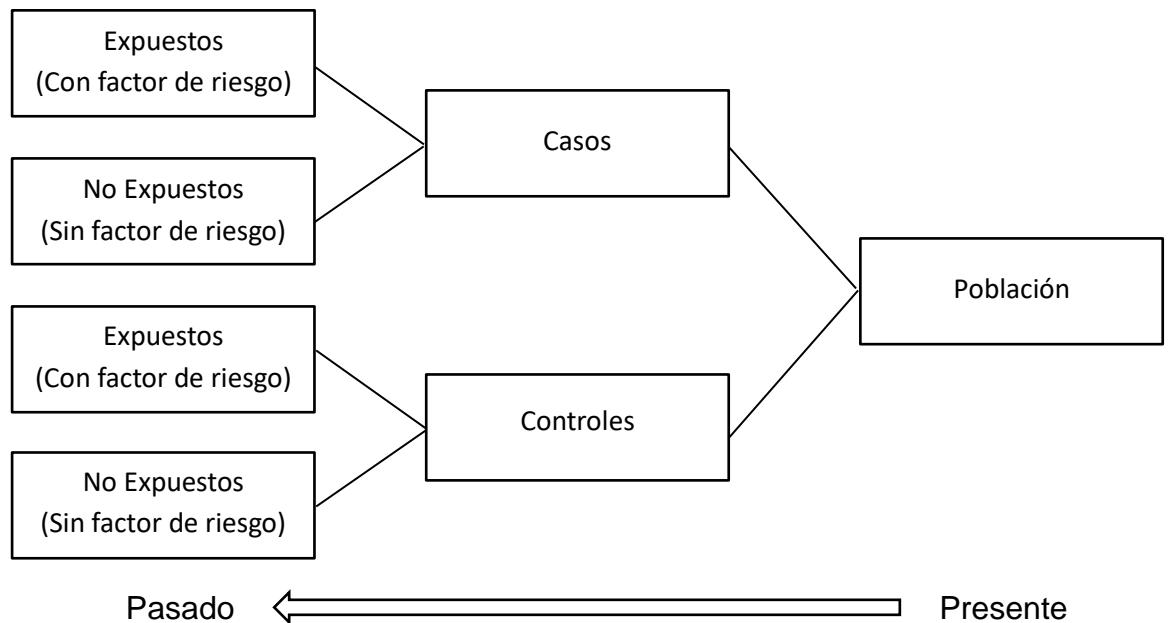 Expuestos
(Con factor de riesgo)
No Expuestos
(Sin factor de riesgo)
Expuestos
(Con factor de riesgo)
No Expuestos
(Sin factor de riesgo)
Casos
Controles
Población
Pasado
Presente